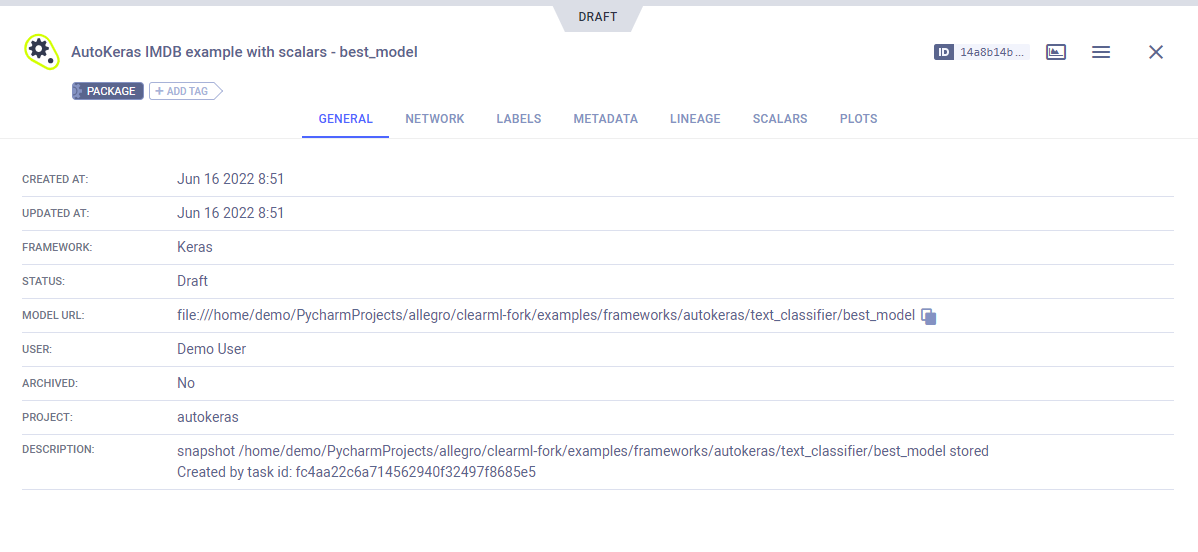 DRAFT
AutoKeras IMDB example with scalars - best_model
ID 14a8b14b ...
PACKAGE + ADD TAG
GENERAL NETWORK LABELS METADATA LINEAGE SCALARS PLOTS
CREATED AT: Jun 16 2022 8:51
UPDATED AT: Jun 16 2022 8:51
FRAMEWORK: Keras
STATUS: Draft
MODEL URL: file:///home/demo/PycharmProjects/allegro/clearml-fork/examples/frameworks/autokeras/text_classifier/best_model
USER: Demo User
ARCHIVED: No
PROJECT: autokeras
DESCRIPTION: snapshot /home/demo/PycharmProjects/allegro/clearml-fork/examples/frameworks/autokeras/text_classifier/best_model stored
Created by task id: fc4aa22c6a714562940f32497f8685e5